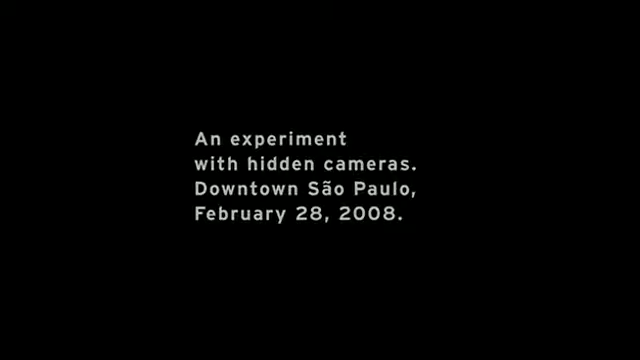 An experiment
with hidden cameras.
Downtown São Paulo,
February 28, 2008.